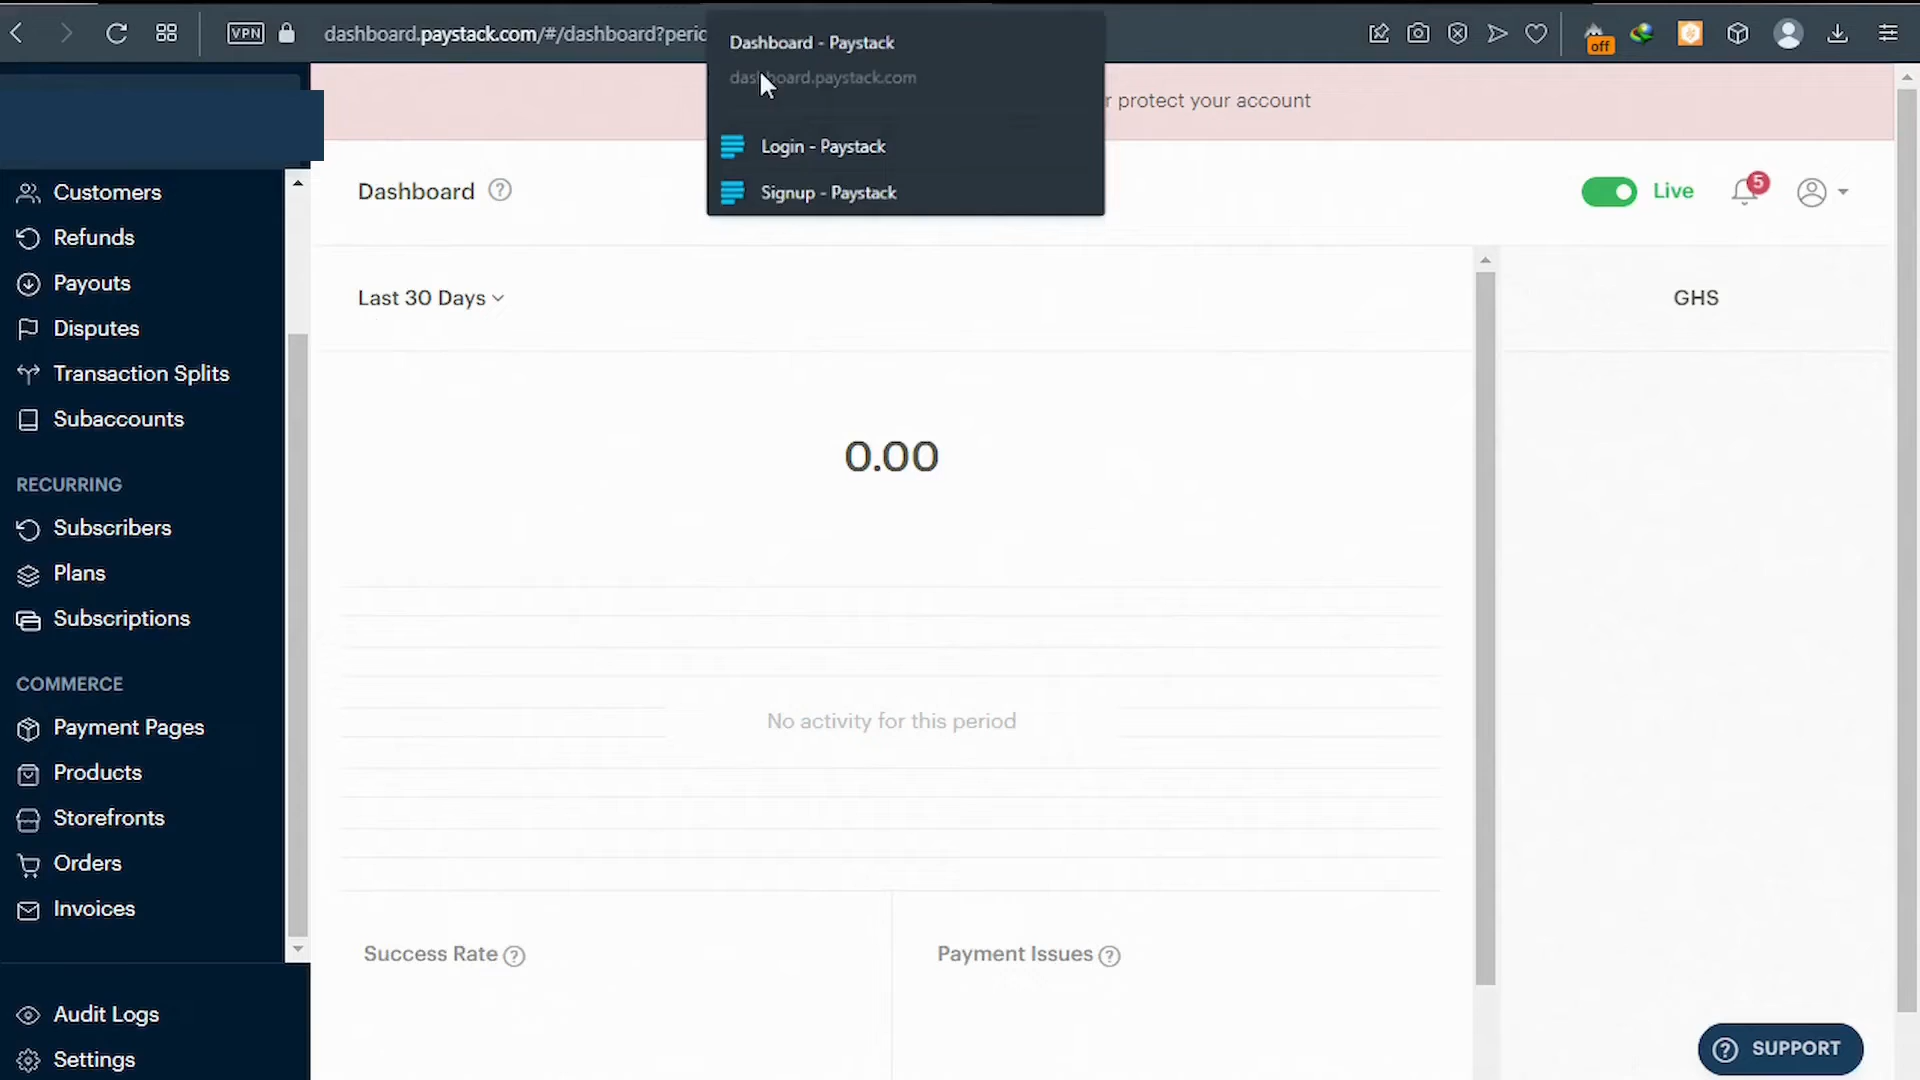 VPN
dashboard.paystack.com/#/dashboard?peri
off
Dashboard - Paystack
dashboard.paystack.com
Login - Paystack
Signup - Paystack
protect your account
Customers
Refunds
Payouts
Disputes
Transaction Splits
Subaccounts
RECURRING
Subscribers
Plans
Subscriptions
COMMERCE
Payment Pages
Products
Storefronts
Orders
Invoices
Audit Logs
Settings
Dashboard ?
Live
5
Last 30 Days
GHS
0.00
No activity for this period
Success Rate ?
Payment Issues ?
? SUPPORT